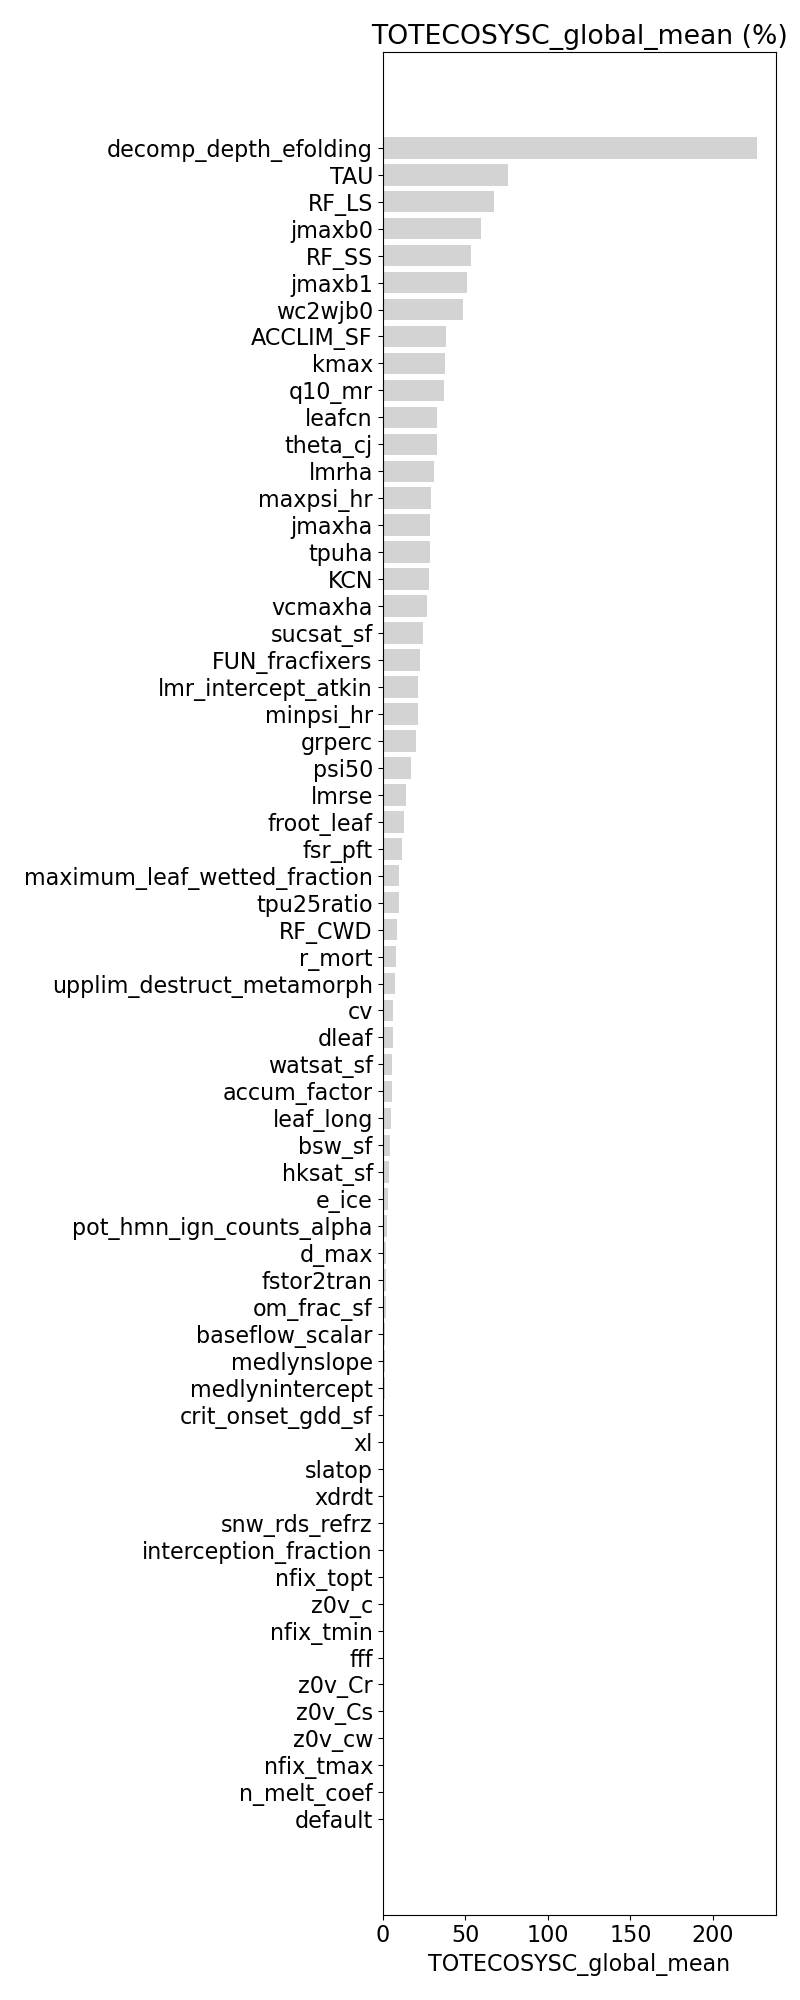 TOTECOSYSC_global_mean (%)
decomp_depth_efolding
TAU
RF_LS
jmaxb0
RF_SS
jmaxb1
wc2wjb0
ACCLIM_SF
kmax
q10_mr
leafcn
theta_cj
lmrha
maxpsi_hr
jmaxha
tpuha
KCN
vcmaxha
sucsat_sf
FUN_fracfixers
lmr_intercept_atkin
minpsi_hr
grperc
psi50
lmrse
froot_leaf
fsr_pft
maximum_leaf_wetted_fraction
tpu25ratio
RF_CWD
r_mort
upplim_destruct_metamorph
cv
dleaf
watsat_sf
accum_factor
leaf_long
bsw_sf
hksat_sf
e_ice
pot_hmn_ign_counts_alpha
d_max
fstor2tran
om_frac_sf
baseflow_scalar
medlynslope
medlynintercept
crit_onset_gdd_sf
xl
slatop
xdrdt
snw_rds_refrz
interception_fraction
nfix_topt
z0v_c
nfix_tmin
fff
z0v_Cr
z0v_Cs
z0v_cw
nfix_tmax
n_melt_coef
default
0 50 100 150 200
TOTECOSYSC_global_mean